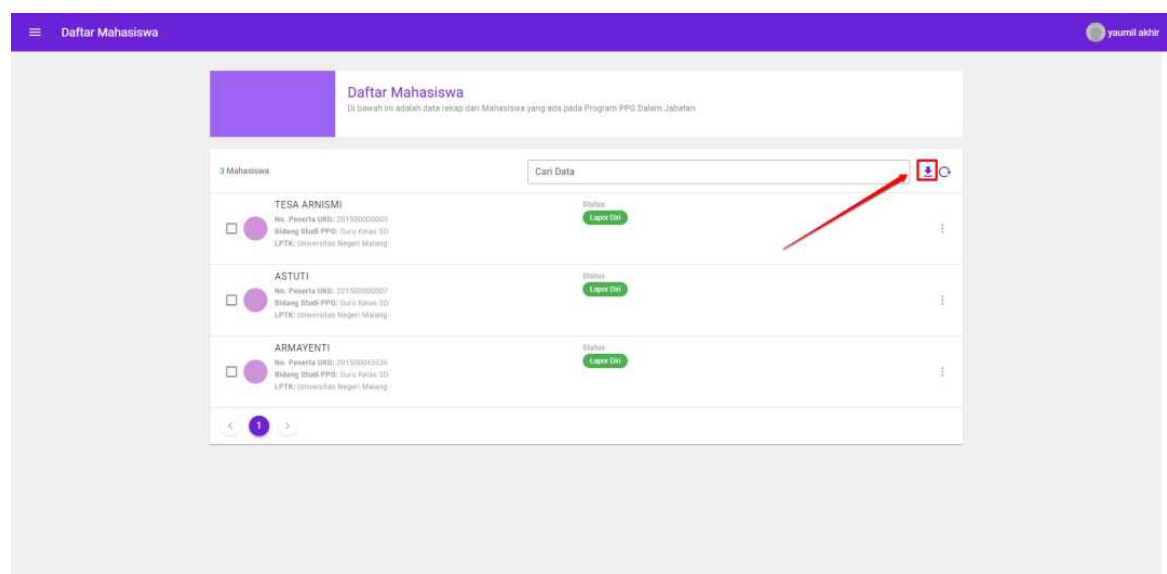 Daftar Mahasiswa
yaumil akhir
Daftar Mahasiswa
Di bawah ini adalah data rekap dari Mahasiswa yang ada pada Program PPG Dalam Jabatan
3 Mahasiswa
Cari Data
TESA ARNISMI
Status
No. Peserta UKG: 201500000003
Lapor Diri
Bidang Studi PPG: Guru Kelas SD
LPTK: Universitas Negeri Malang
ASTUTI
Status
No. Peserta UKG: 201500000007
Lapor Diri
Bidang Studi PPG: Guru Kelas SD
LPTK: Universitas Negeri Malang
ARMAYENTI
Status
No. Peserta UKG: 201500045536
Lapor Diri
Bidang Studi PPG: Guru Kelas SD
LPTK: Universitas Negeri Malang
1